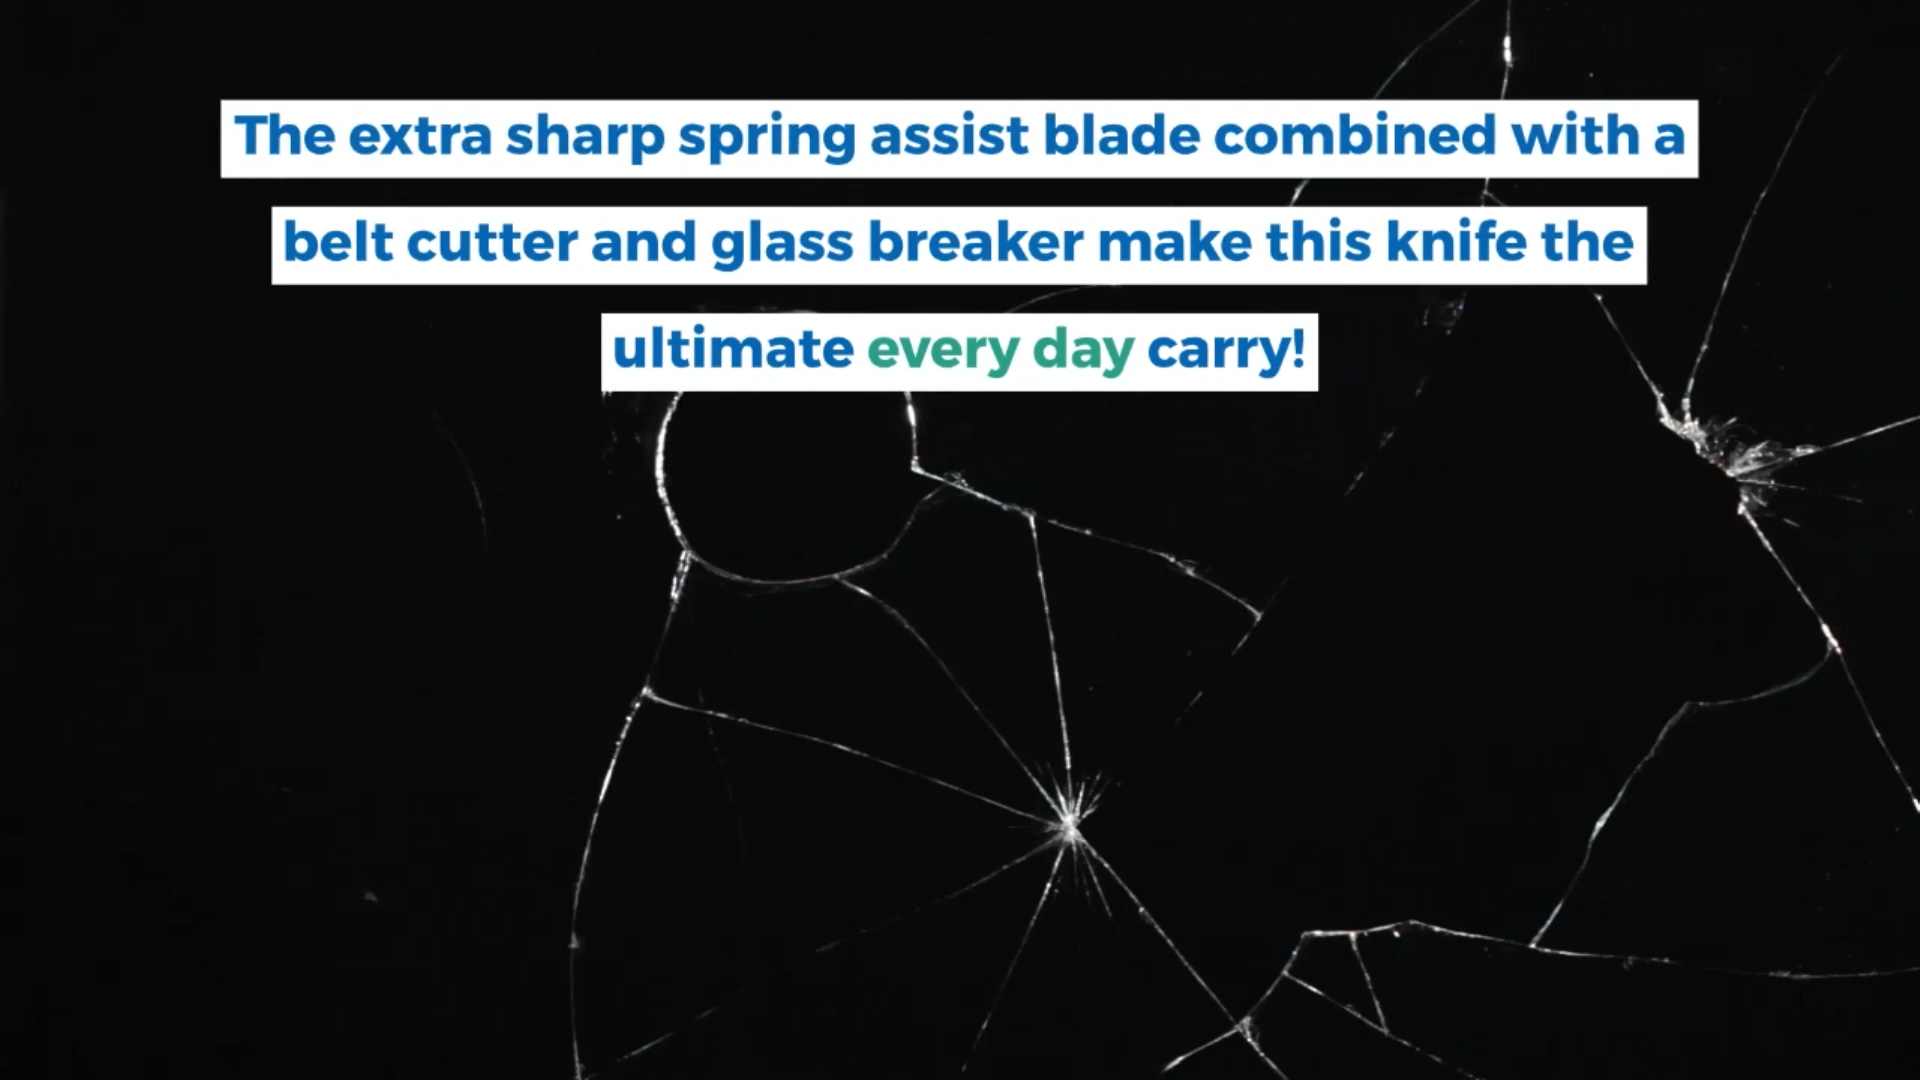 The extra sharp spring assist blade combined with a
belt cutter and glass breaker make this knife the
ultimate every day carry!